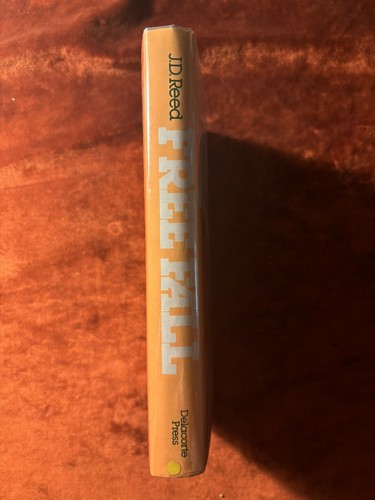 J.D. Reed
FREE FALL
Delacorte
Press